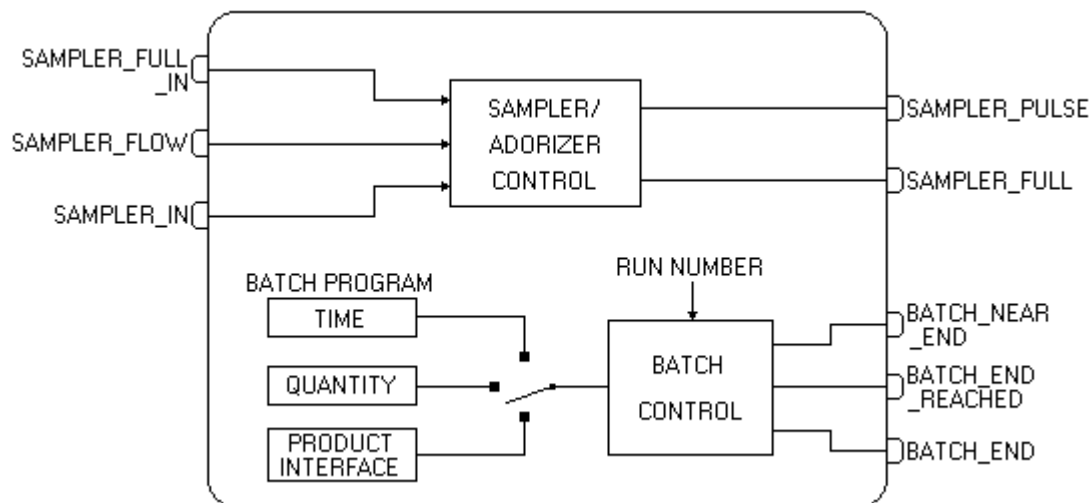 SAMPLER_FULL
_IN
SAMPLER_FLOW
SAMPLER_IN
SAMPLER/
ADORIZER
CONTROL
SAMPLER_PULSE
SAMPLER_FULL
BATCH PROGRAM
TIME
QUANTITY
PRODUCT
INTERFACE
RUN NUMBER
BATCH
CONTROL
BATCH_NEAR
_END
BATCH_END
_REACHED
BATCH_END